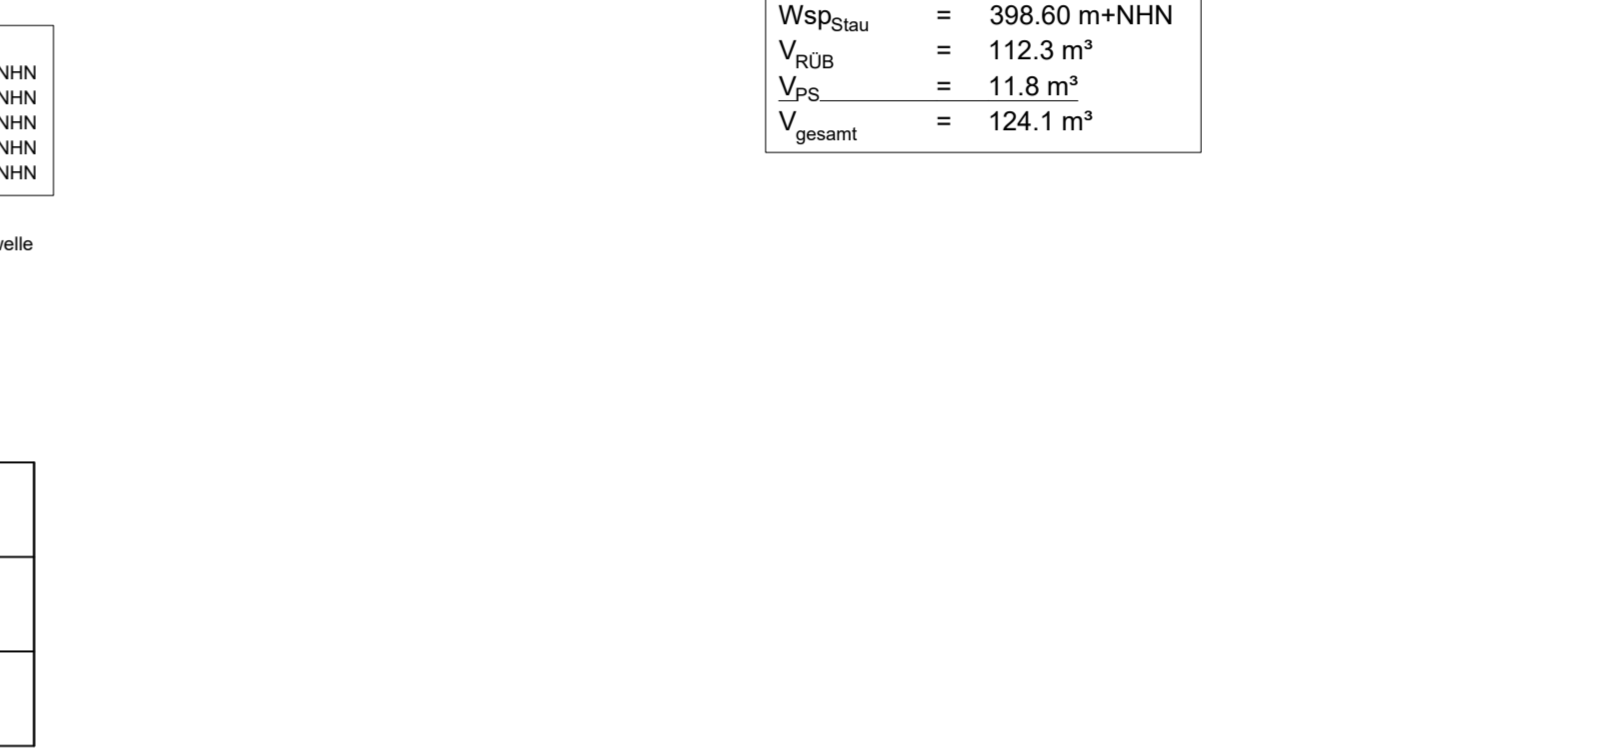 Wsp_Stau = 398.60 m+NHN
V_RÜB = 112.3 m³
V_PS = 11.8 m³
V_gesamt = 124.1 m³
NHN
NHN
NHN
NHN
NHN